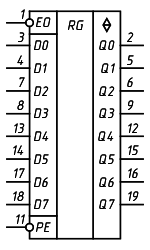 1 EO RG
3 D0 Q0 2
4 D1 Q1 5
7 D2 Q2 6
8 D3 Q3 9
13 D4 Q4 12
14 D5 Q5 15
17 D6 Q6 16
18 D7 Q7 19
11 PE